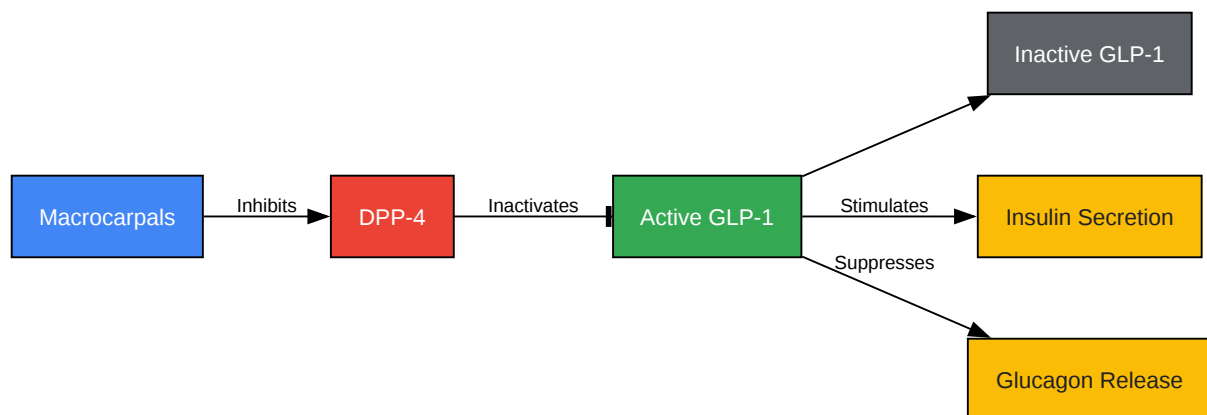 Inactive GLP-1
Macrocarpals
Inhibits
DPP-4
Inactivates
Active GLP-1
Stimulates
Insulin Secretion
Suppresses
Glucagon Release